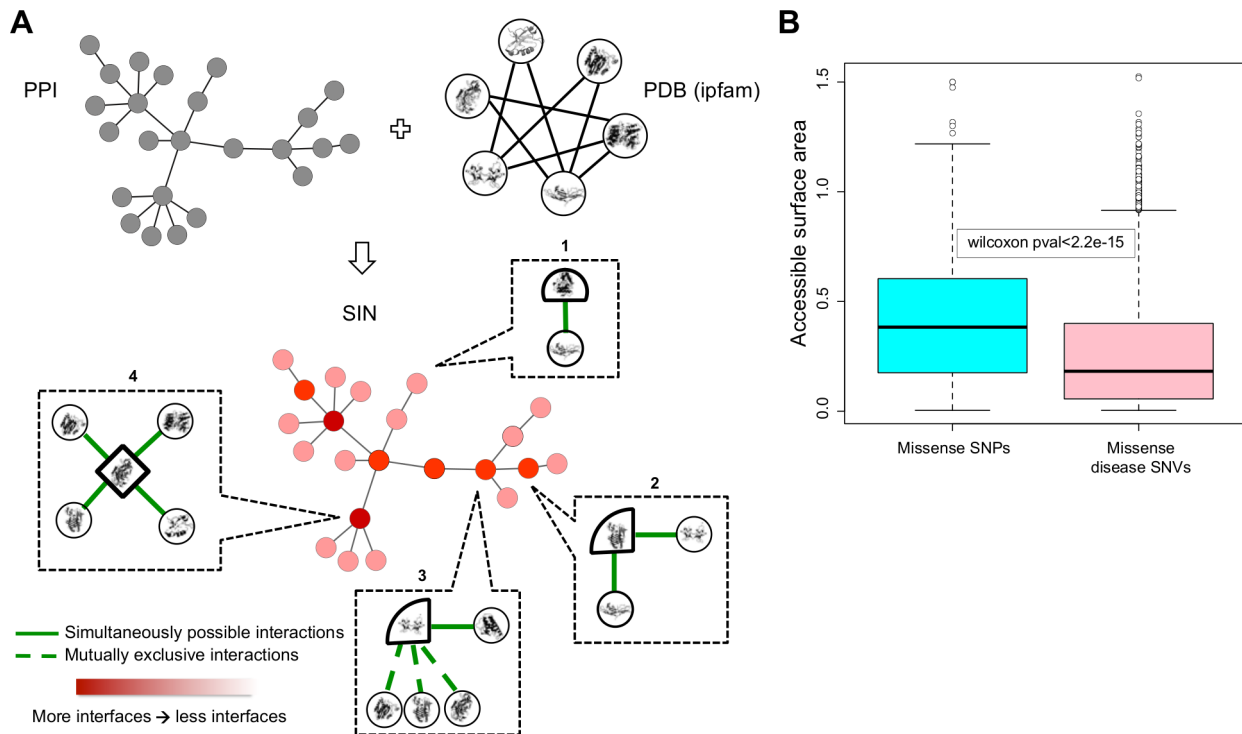 A
PPI
PDB (ipfam)
SIN
1
2
3
4
Simultaneously possible interactions
Mutually exclusive interactions
More interfaces → less interfaces
B
Accessible surface area
1.5
1.0
0.5
0.0
wilcoxon pval<2.2e-15
Missense SNPs
Missense
disease SNVs